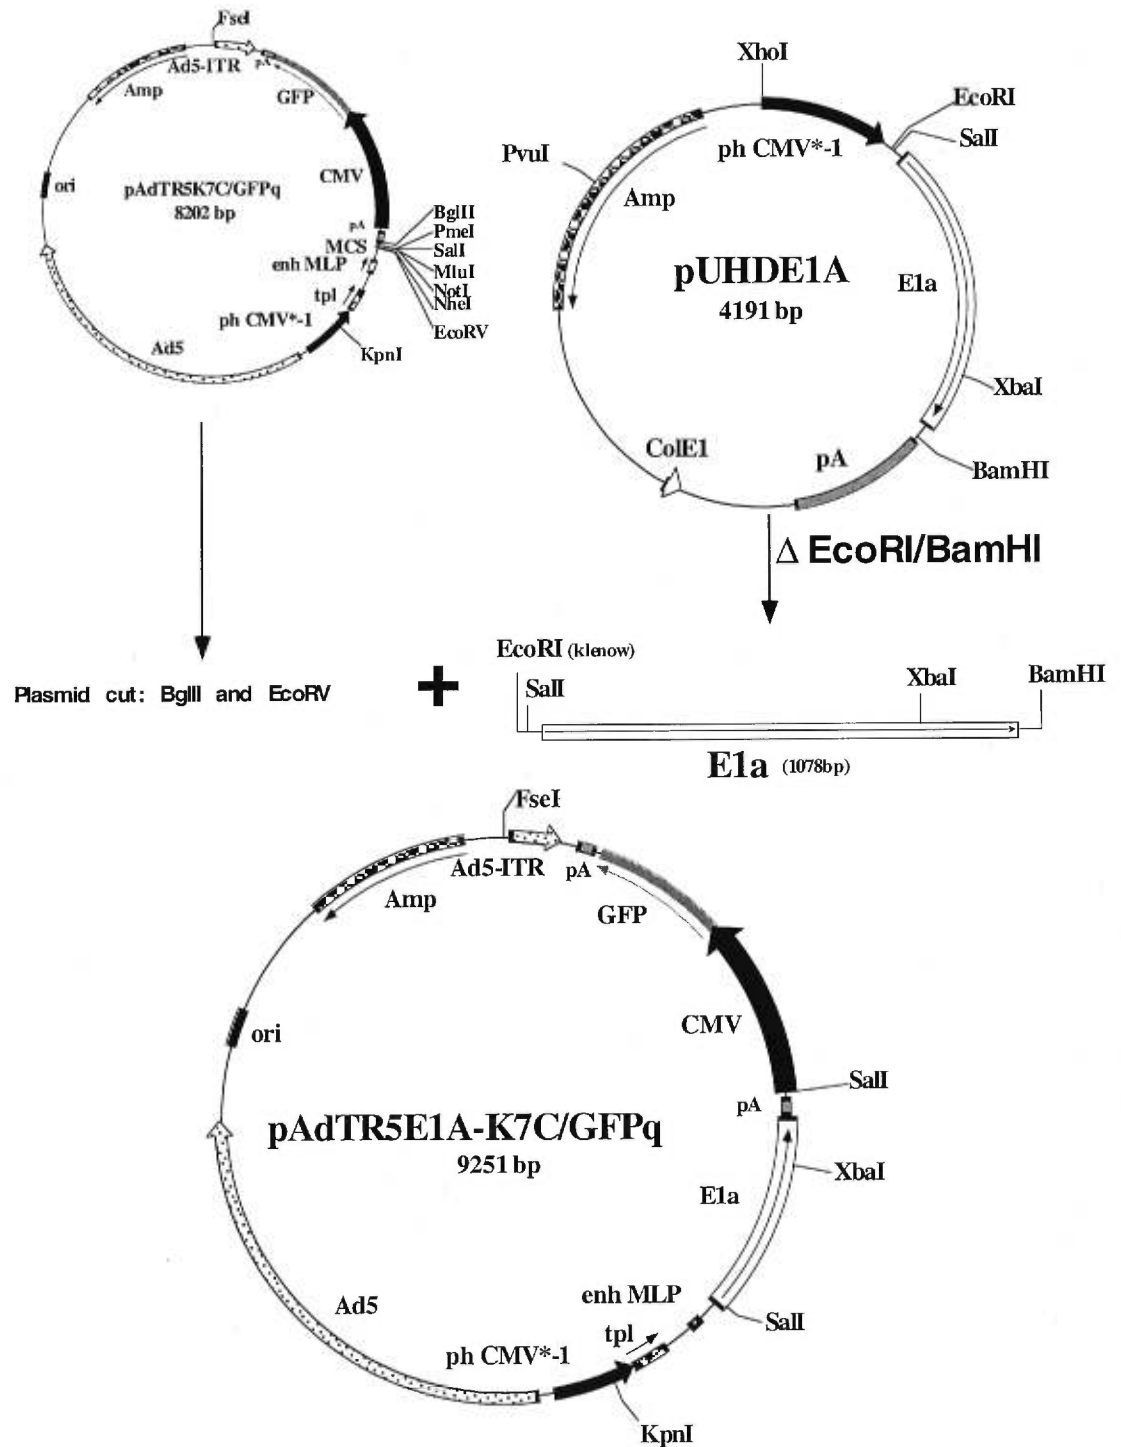 FseI
Ad5-ITR
pA
Amp
GFP
ori
pAdTR5K7C/GFPq
8202 bp
CMV
pA
MCS
enh MLP
tpl
ph CMV*-1
Ad5
BglII
PmeI
SalI
MluI
NotI
NheI
EcoRV
KpnI
XhoI
EcoRI
SalI
ph CMV*-1
PvuI
Amp
pUHDE1A
4191 bp
E1a
XbaI
ColE1
pA
BamHI
Δ EcoRI/BamHI
Plasmid cut: BglII and EcoRV
+
EcoRI (klenow)
SalI
XbaI
BamHI
E1a (1078bp)
FseI
Ad5-ITR
pA
Amp
GFP
ori
CMV
SalI
pA
pAdTR5E1A-K7C/GFPq
9251 bp
XbaI
E1a
enh MLP
SalI
Ad5
tpl
ph CMV*-1
KpnI